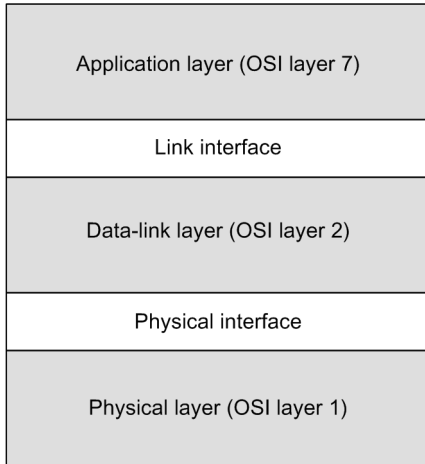 Application layer (OSI layer 7)
Link interface
Data-link layer (OSI layer 2)
Physical interface
Physical layer (OSI layer 1)